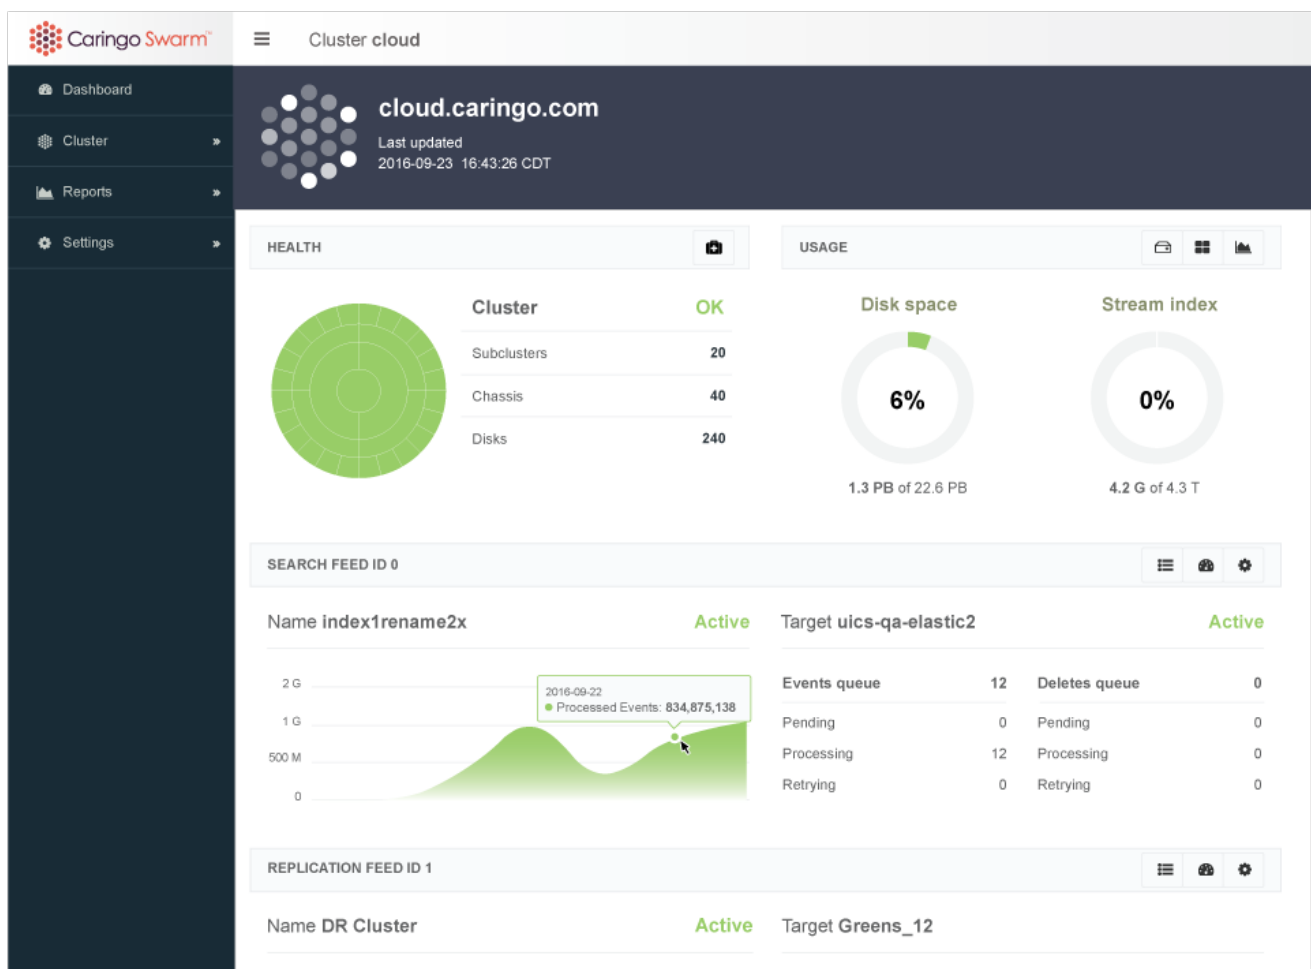 Caringo Swarm™
Cluster cloud
Dashboard
Cluster
Reports
Settings
cloud.caringo.com
Last updated
2016-09-23 16:43:26 CDT
HEALTH
Cluster OK
Subclusters 20
Chassis 40
Disks 240
USAGE
Disk space
6%
1.3 PB of 22.6 PB
Stream index
0%
4.2 G of 4.3 T
SEARCH FEED ID 0
Name index1rename2x Active
2 G
1 G
500 M
0
2016-09-22
Processed Events: 834,875,138
Target uics-qa-elastic2 Active
Events queue 12
Pending 0
Processing 12
Retrying 0
Deletes queue 0
Pending 0
Processing 0
Retrying 0
REPLICATION FEED ID 1
Name DR Cluster Active
Target Greens_12